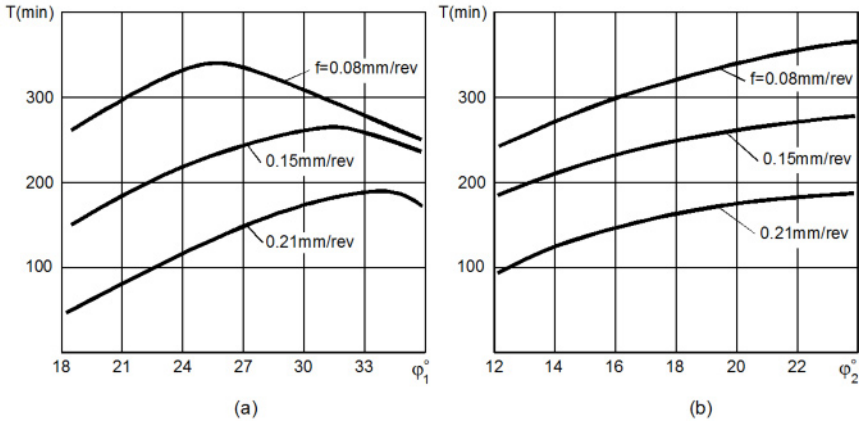 T(min)
f=0.08mm/rev
300
0.15mm/rev
200
0.21mm/rev
100
18 21 24 27 30 33 φ₁°
(a)
T(min)
f=0.08mm/rev
300
0.15mm/rev
200
0.21mm/rev
100
12 14 16 18 20 22 φ₂°
(b)